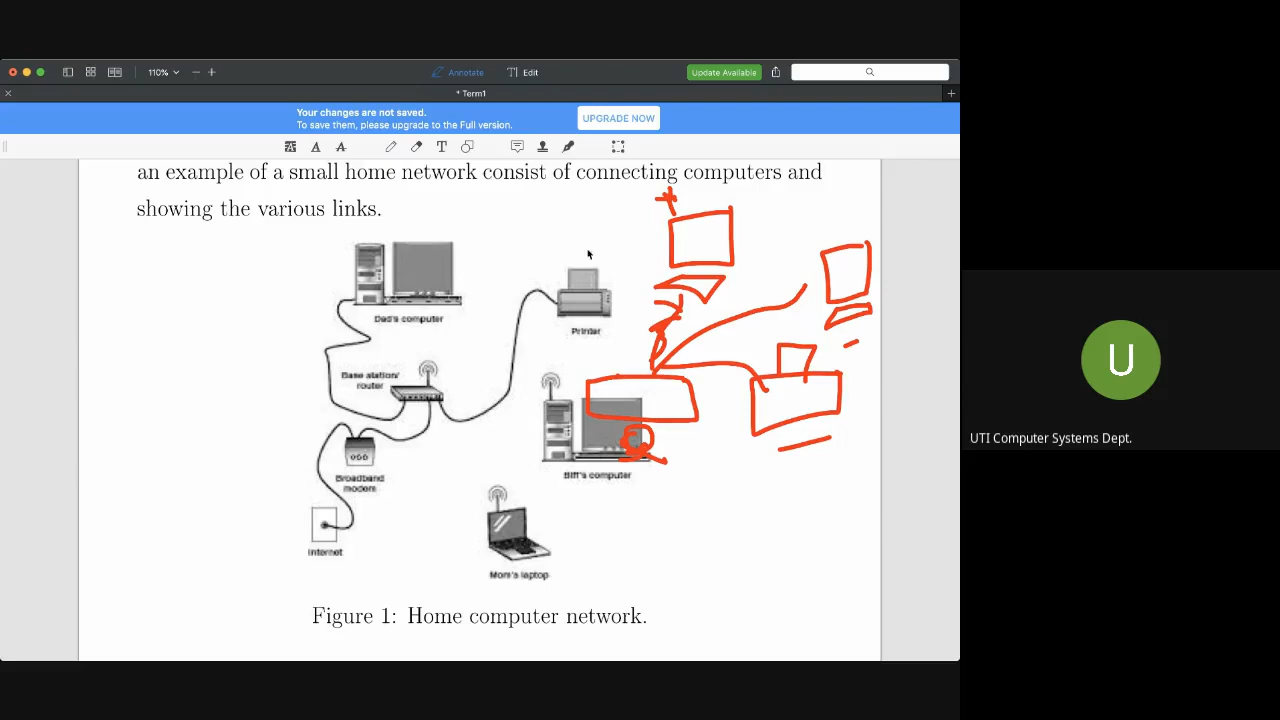 110%
Annotate
Edit
Update Available
* Term1
Your changes are not saved.
To save them, please upgrade to the Full version.
UPGRADE NOW
T
an example of a small home network consist of connecting computers and
showing the various links.
Dad's computer
Printer
Base station/
router
Broadband
modem
Biff's computer
Internet
Mom's laptop
Figure 1: Home computer network.
U
UTI Computer Systems Dept.